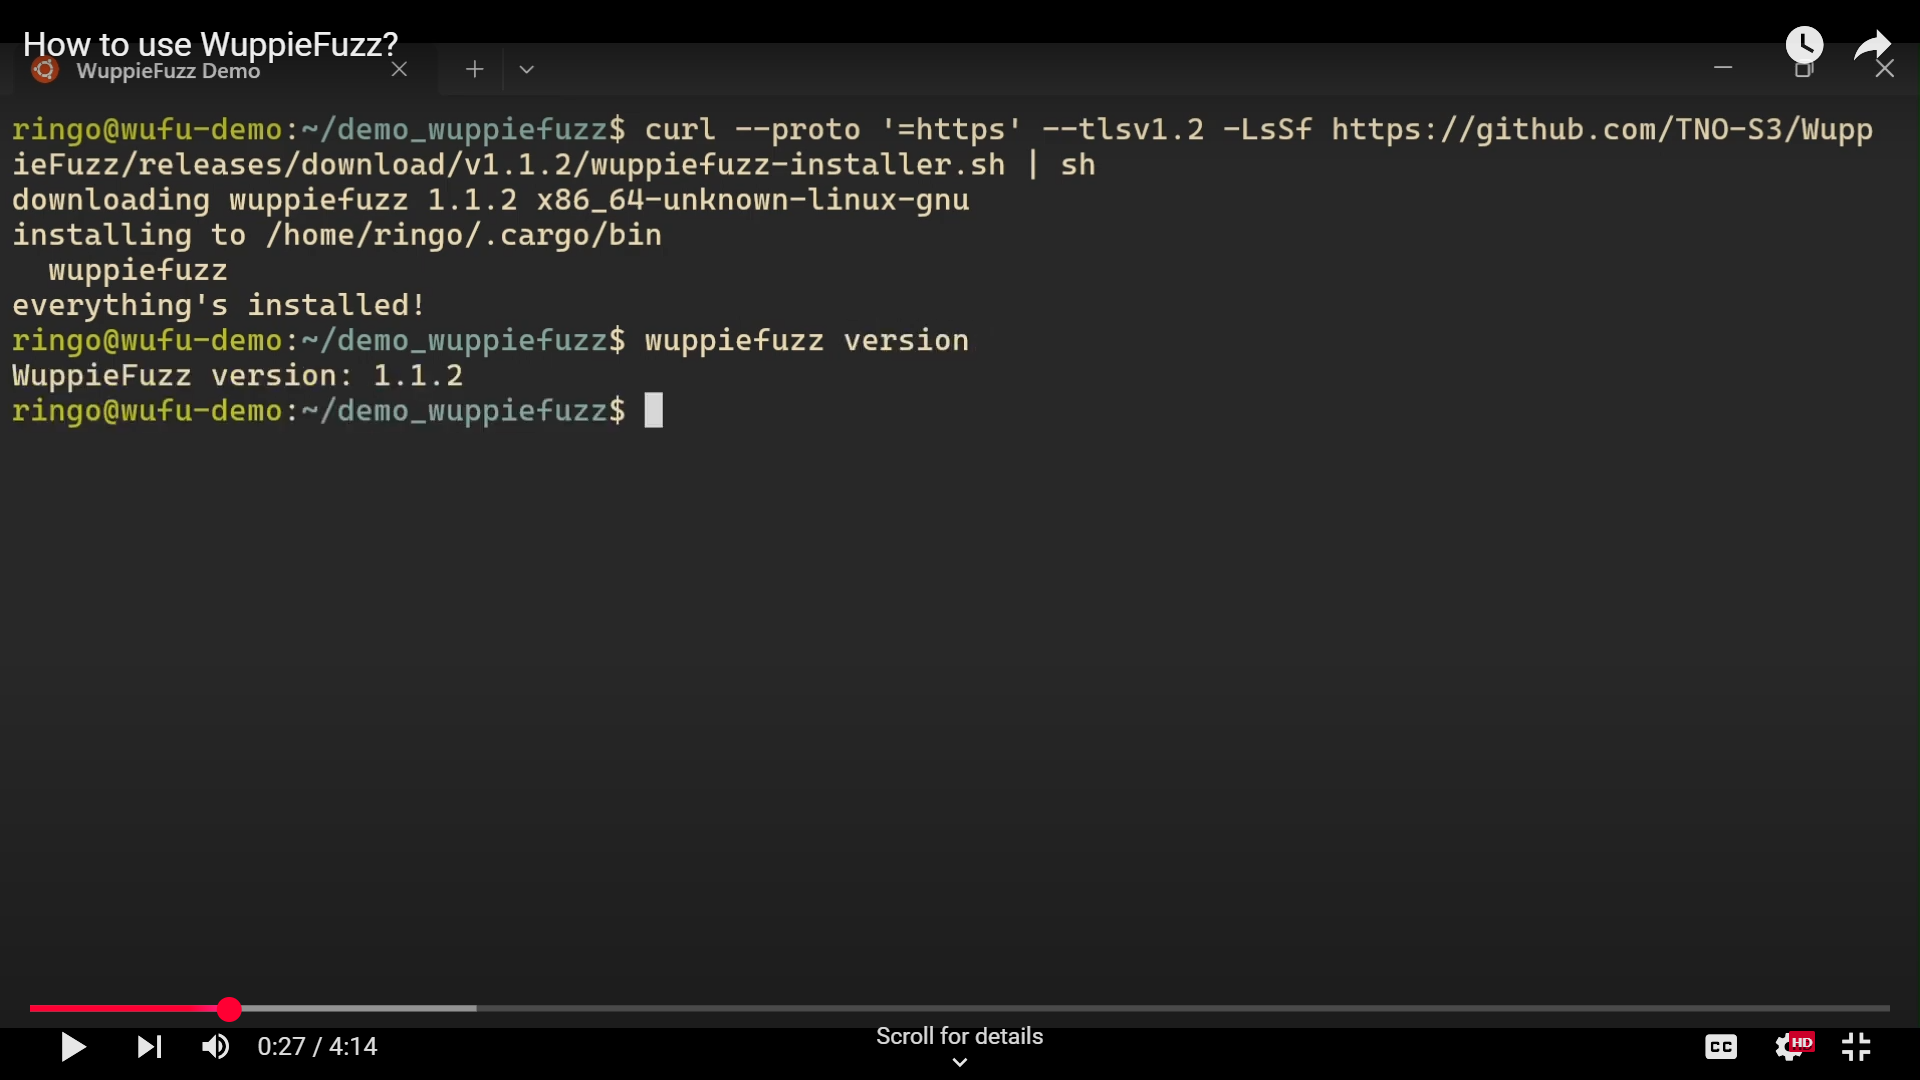 How to use WuppieFuzz?
WuppieFuzz Demo
ringo@wufu-demo:~/demo_wuppiefuzz$ curl --proto '=https' --tlsv1.2 -LsSf https://github.com/TNO-S3/Wupp
ieFuzz/releases/download/v1.1.2/wuppiefuzz-installer.sh | sh
downloading wuppiefuzz 1.1.2 x86_64-unknown-linux-gnu
installing to /home/ringo/.cargo/bin
  wuppiefuzz
everything's installed!
ringo@wufu-demo:~/demo_wuppiefuzz$ wuppiefuzz version
WuppieFuzz version: 1.1.2
ringo@wufu-demo:~/demo_wuppiefuzz$
0:27 / 4:14
Scroll for details
CC
HD